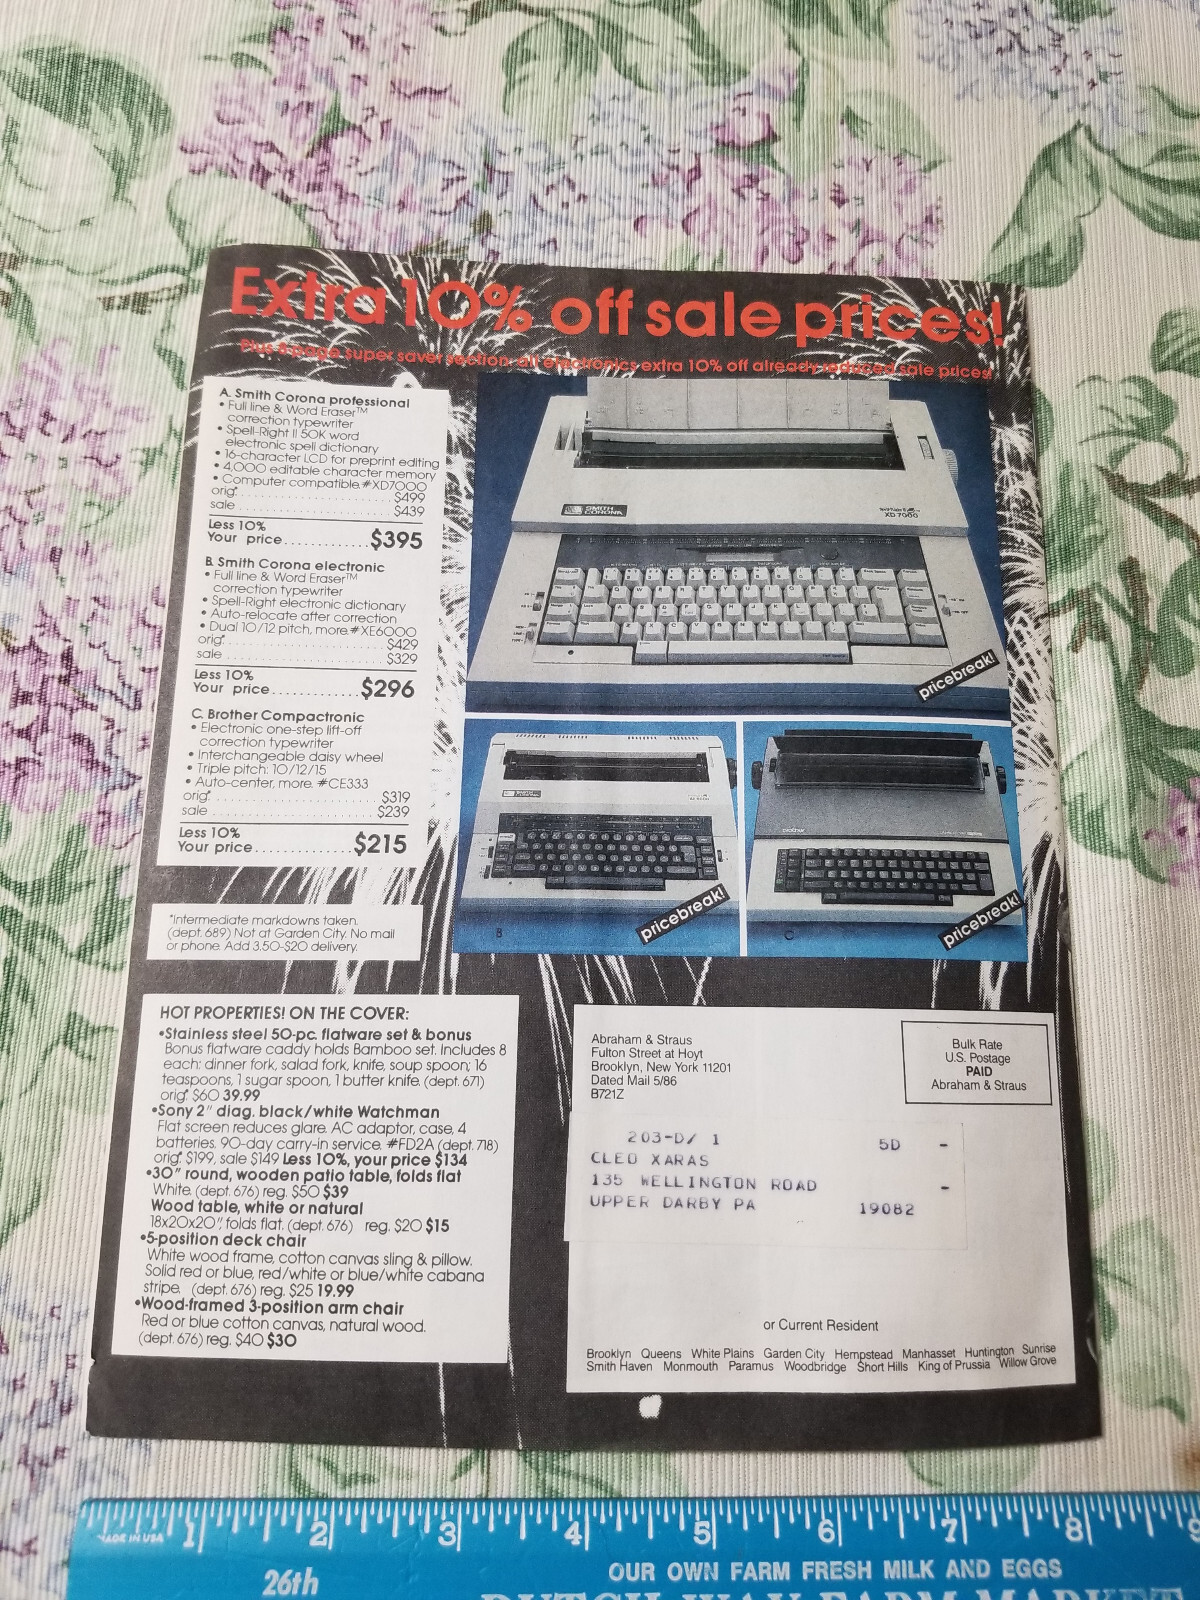 Extra 10% off sale prices!
Plus 8 page super saver section: all electronics extra 10% off already reduced sale prices!
A. Smith Corona professional
• Full line & Word Eraser™
correction typewriter
• Spell-Right II 50K word
electronic spell dictionary
• 16-character LCD for preprint editing
• 4,000 editable character memory
• Computer compatible. #XD7000
orig.* $499
sale $439
Less 10%
Your price $395
B. Smith Corona electronic
• Full line & Word Eraser™
correction typewriter
• Spell-Right electronic dictionary
• Auto-relocate after correction
• Dual 10/12 pitch, more. #XE6000
orig.* $429
sale $329
Less 10%
Your price $296
C. Brother Compactronic
• Electronic one-step lift-off
correction typewriter
• Interchangeable daisy wheel
• Triple pitch: 10/12/15
• Auto-center, more. #CE333
orig.* $319
sale $239
Less 10%
Your price $215
*Intermediate markdowns taken.
(dept. 689) Not at Garden City. No mail
or phone. Add 3.50-$20 delivery.
SMITH
CORONA
XD 7000
pricebreak!
B
pricebreak!
brother
C
pricebreak!
HOT PROPERTIES! ON THE COVER:
•Stainless steel 50-pc. flatware set & bonus
Bonus flatware caddy holds Bamboo set. Includes 8
each: dinner fork, salad fork, knife, soup spoon; 16
teaspoons, 1 sugar spoon, 1 butter knife. (dept. 671)
orig.* $60 39.99
•Sony 2" diag. black/white Watchman
Flat screen reduces glare. AC adaptor, case, 4
batteries. 90-day carry-in service. #FD2A (dept. 718)
orig.* $199, sale $149 Less 10%, your price $134
•30" round, wooden patio table, folds flat
White. (dept. 676) reg. $50 $39
Wood table, white or natural
18x20x20", folds flat. (dept. 676) reg. $20 $15
•5-position deck chair
White wood frame, cotton canvas sling & pillow.
Solid red or blue, red/white or blue/white cabana
stripe. (dept. 676) reg. $25 19.99
•Wood-framed 3-position arm chair
Red or blue cotton canvas, natural wood.
(dept. 676) reg. $40 $30
Abraham & Straus
Fulton Street at Hoyt
Brooklyn, New York 11201
Dated Mail 5/86
B721Z
Bulk Rate
U.S. Postage
PAID
Abraham & Straus
203-D/ 1 5D -
CLEO XARAS
135 WELLINGTON ROAD -
UPPER DARBY PA 19082
or Current Resident
Brooklyn Queens White Plains Garden City Hempstead Manhasset Huntington Sunrise
Smith Haven Monmouth Paramus Woodbridge Short Hills King of Prussia Willow Grove
MADE IN USA 1 2 3 4 5 6 7 8 9
26th
OUR OWN FARM FRESH MILK AND EGGS
DUTCH WAY FARM MARKET